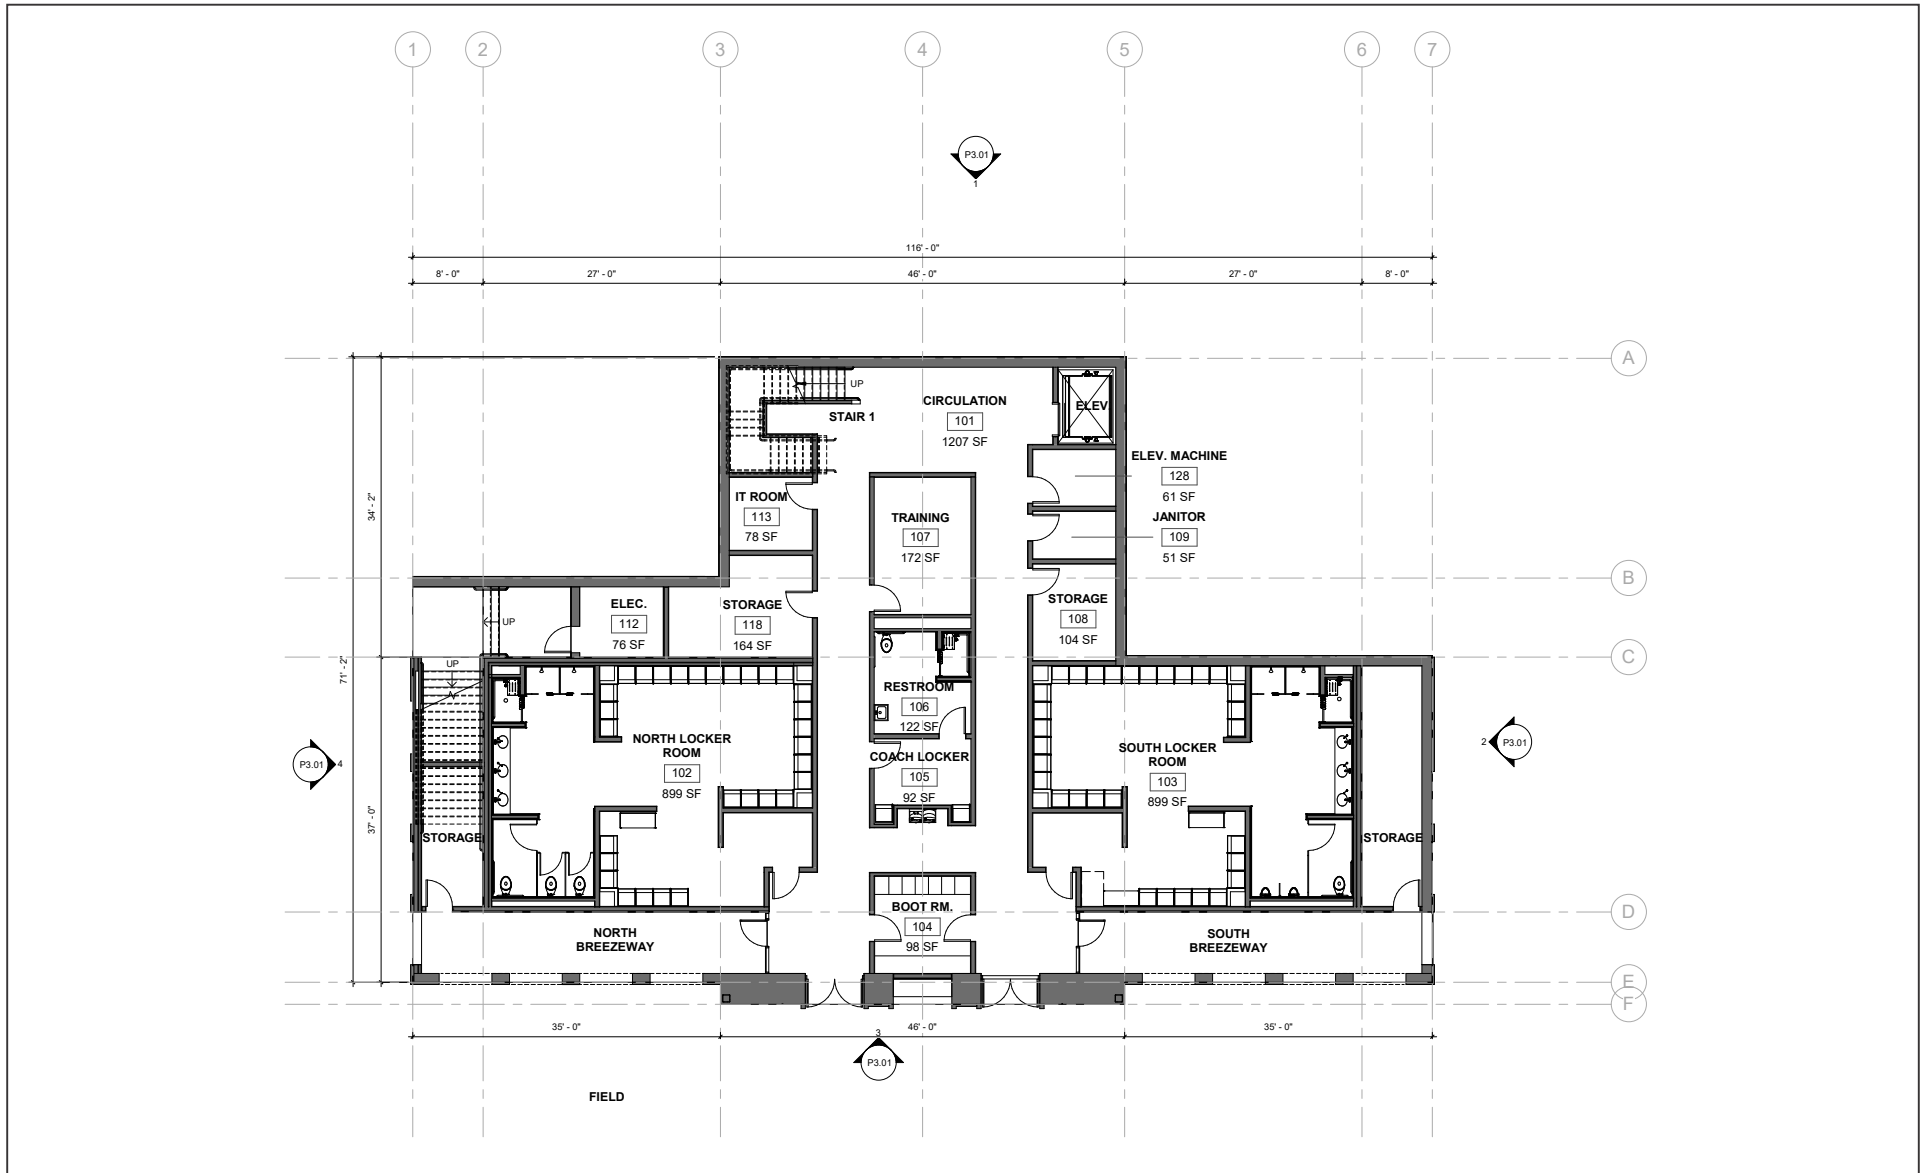 1
2
3
4
5
6
7
P3.01
1
116' - 0"
8' - 0"
27' - 0"
46' - 0"
27' - 0"
8' - 0"
A
UP
STAIR 1
CIRCULATION
101
1207 SF
ELEV.
ELEV. MACHINE
128
61 SF
JANITOR
109
51 SF
IT ROOM
113
78 SF
TRAINING
107
172 SF
34' - 2"
B
ELEC.
112
76 SF
UP
STORAGE
118
164 SF
STORAGE
108
104 SF
C
71' - 2"
UP
RESTROOM
106
122 SF
NORTH LOCKER
ROOM
102
899 SF
COACH LOCKER
105
92 SF
SOUTH LOCKER
ROOM
103
899 SF
P3.01
4
2
P3.01
37' - 0"
STORAGE
STORAGE
BOOT RM.
104
98 SF
D
NORTH
BREEZEWAY
SOUTH
BREEZEWAY
E
F
35' - 0"
46' - 0"
35' - 0"
3
P3.01
FIELD